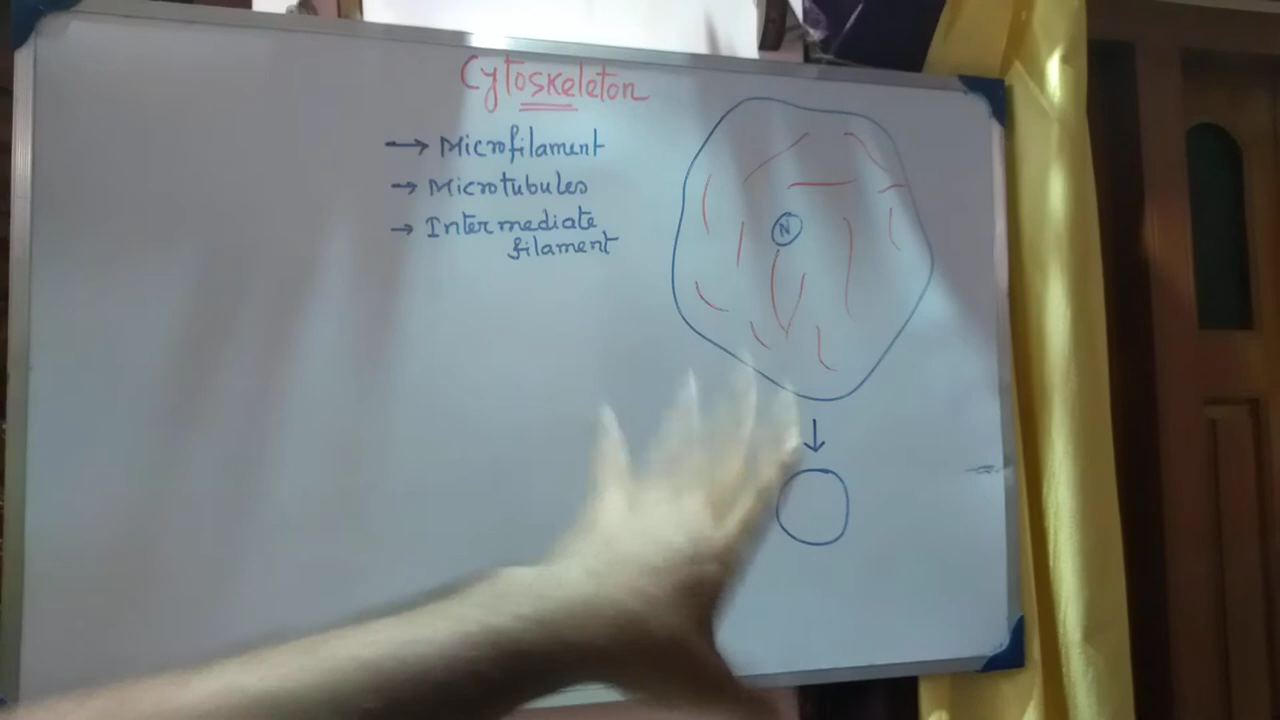 Cytoskeleton
→ Microfilament
→ Microtubules
→ Intermediate
filament
N